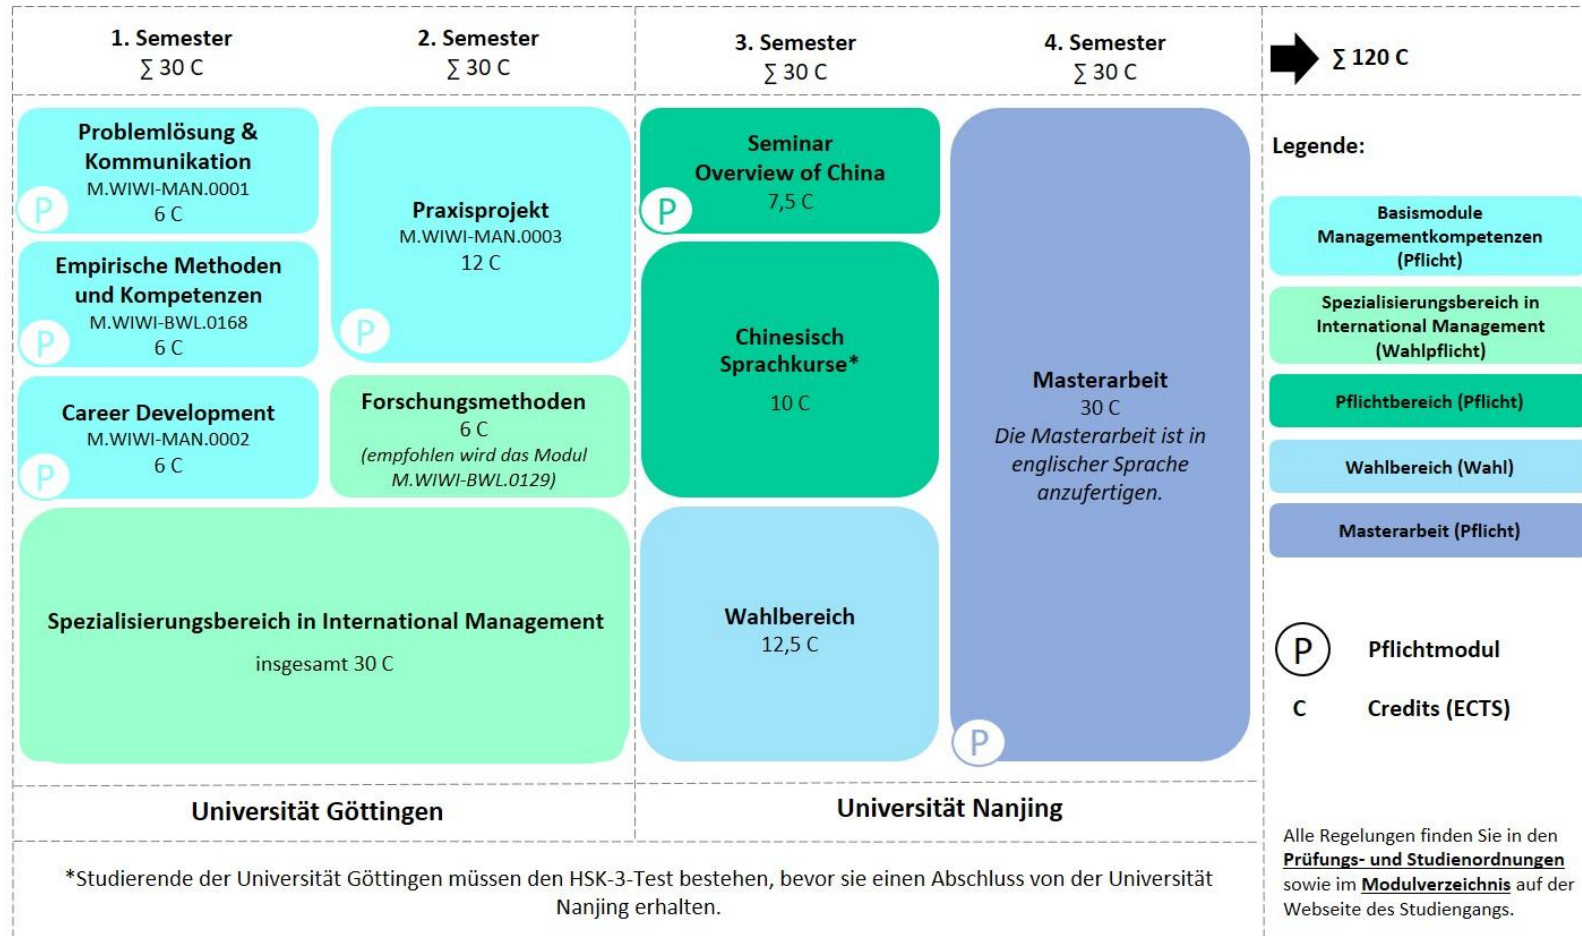 1. Semester
∑ 30 C
2. Semester
∑ 30 C
3. Semester
∑ 30 C
4. Semester
∑ 30 C
∑ 120 C
Problemlösung &
Kommunikation
M.WIWI-MAN.0001
6 C
P
Empirische Methoden
und Kompetenzen
M.WIWI-BWL.0168
6 C
P
Career Development
M.WIWI-MAN.0002
6 C
P
Praxisprojekt
M.WIWI-MAN.0003
12 C
P
Forschungsmethoden
6 C
(empfohlen wird das Modul
M.WIWI-BWL.0129)
Spezialisierungsbereich in International Management
insgesamt 30 C
Seminar
Overview of China
7,5 C
P
Chinesisch
Sprachkurse*
10 C
Wahlbereich
12,5 C
Masterarbeit
30 C
Die Masterarbeit ist in
englischer Sprache
anzufertigen.
P
Universität Göttingen
Universität Nanjing
*Studierende der Universität Göttingen müssen den HSK-3-Test bestehen, bevor sie einen Abschluss von der Universität
Nanjing erhalten.
Legende:
Basismodule
Managementkompetenzen
(Pflicht)
Spezialisierungsbereich in
International Management
(Wahlpflicht)
Pflichtbereich (Pflicht)
Wahlbereich (Wahl)
Masterarbeit (Pflicht)
P Pflichtmodul
C Credits (ECTS)
Alle Regelungen finden Sie in den
Prüfungs- und Studienordnungen
sowie im Modulverzeichnis auf der
Webseite des Studiengangs.